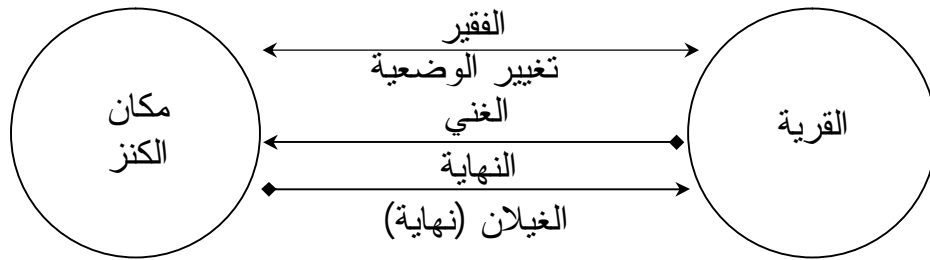 الفقير
تغيير الوضعية
الغني
النهاية
الغيلان (نهاية)
القرية
مكان
الكنز